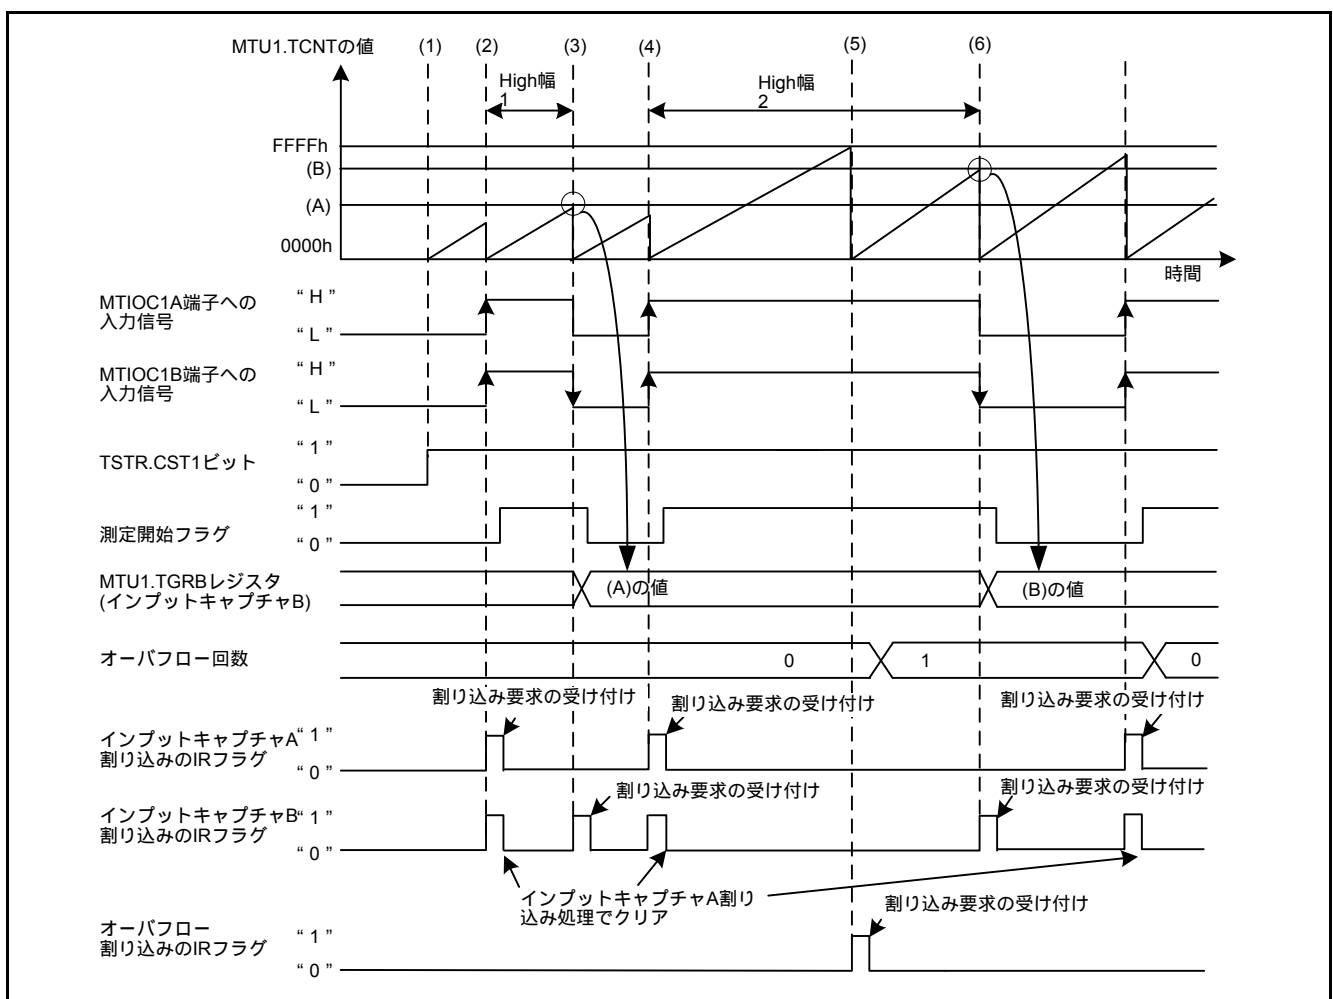 MTU1.TCNTの値
(1)
(2)
(3)
(4)
(5)
(6)
High幅
1
High幅
2
FFFFh
(B)
(A)
0000h
時間
MTIOC1A端子への
入力信号
“ H ”
“ L ”
MTIOC1B端子への
入力信号
“ H ”
“ L ”
TSTR.CST1ビット
“ 1 ”
“ 0 ”
測定開始フラグ
“ 1 ”
“ 0 ”
MTU1.TGRBレジスタ
(インプットキャプチャB)
(A)の値
(B)の値
オーバフロー回数
0
1
0
割り込み要求の受け付け
割り込み要求の受け付け
割り込み要求の受け付け
インプットキャプチャA
割り込みのIRフラグ
“ 1 ”
“ 0 ”
割り込み要求の受け付け
割り込み要求の受け付け
インプットキャプチャB
割り込みのIRフラグ
“ 1 ”
“ 0 ”
インプットキャプチャA割り
込み処理でクリア
割り込み要求の受け付け
オーバフロー
割り込みのIRフラグ
“ 1 ”
“ 0 ”